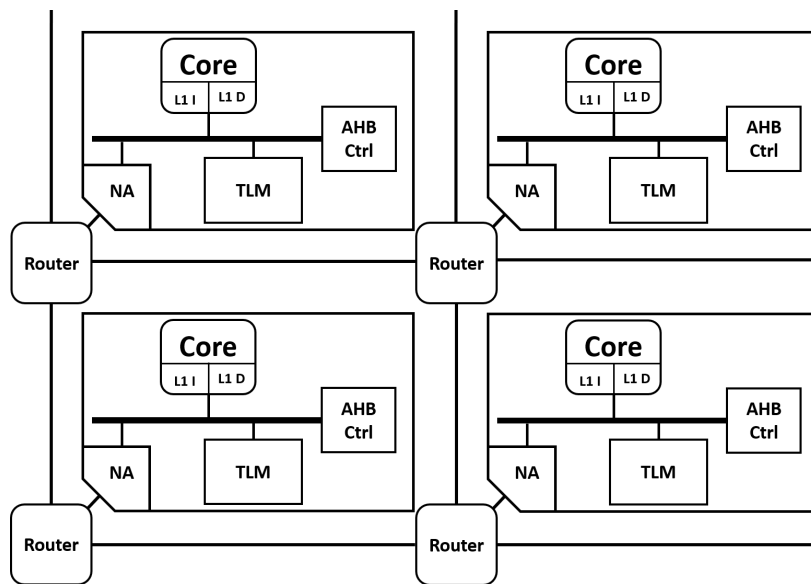 Core
Core
L1 I L1 D
L1 I L1 D
AHB
Ctrl
AHB
Ctrl
NA
TLM
NA
TLM
Router
Router
Core
Core
L1 I L1 D
L1 I L1 D
AHB
Ctrl
AHB
Ctrl
NA
TLM
NA
TLM
Router
Router